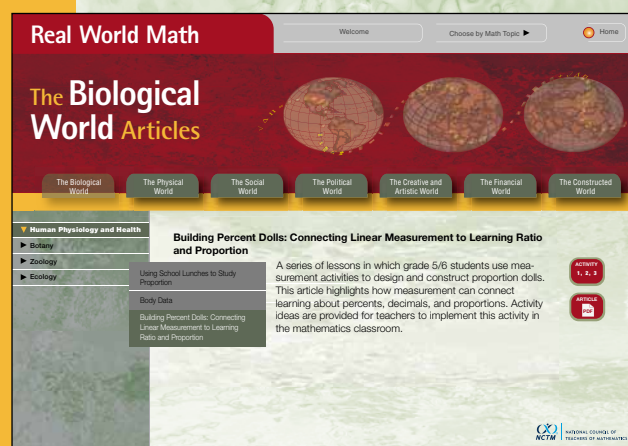 Real World Math
Welcome
Choose by Math Topic ▶
Home
The Biological
World Articles
The Biological
World
The Physical
World
The Social
World
The Political
World
The Creative and
Artistic World
The Financial
World
The Constructed
World
▼ Human Physiology and Health
▶ Botany
▶ Zoology
▶ Ecology
Using School Lunches to Study
Proportion
Body Data
Building Percent Dolls: Connecting
Linear Measurement to Learning
Ratio and Proportion
Building Percent Dolls: Connecting Linear Measurement to Learning Ratio
and Proportion
A series of lessons in which grade 5/6 students use mea-
surement activities to design and construct proportion dolls.
This article highlights how measurement can connect
learning about percents, decimals, and proportions. Activity
ideas are provided for teachers to implement this activity in
the mathematics classroom.
ACTIVITY
1, 2, 3
ARTICLE
PDF
NCTM
NATIONAL COUNCIL OF
TEACHERS OF MATHEMATICS